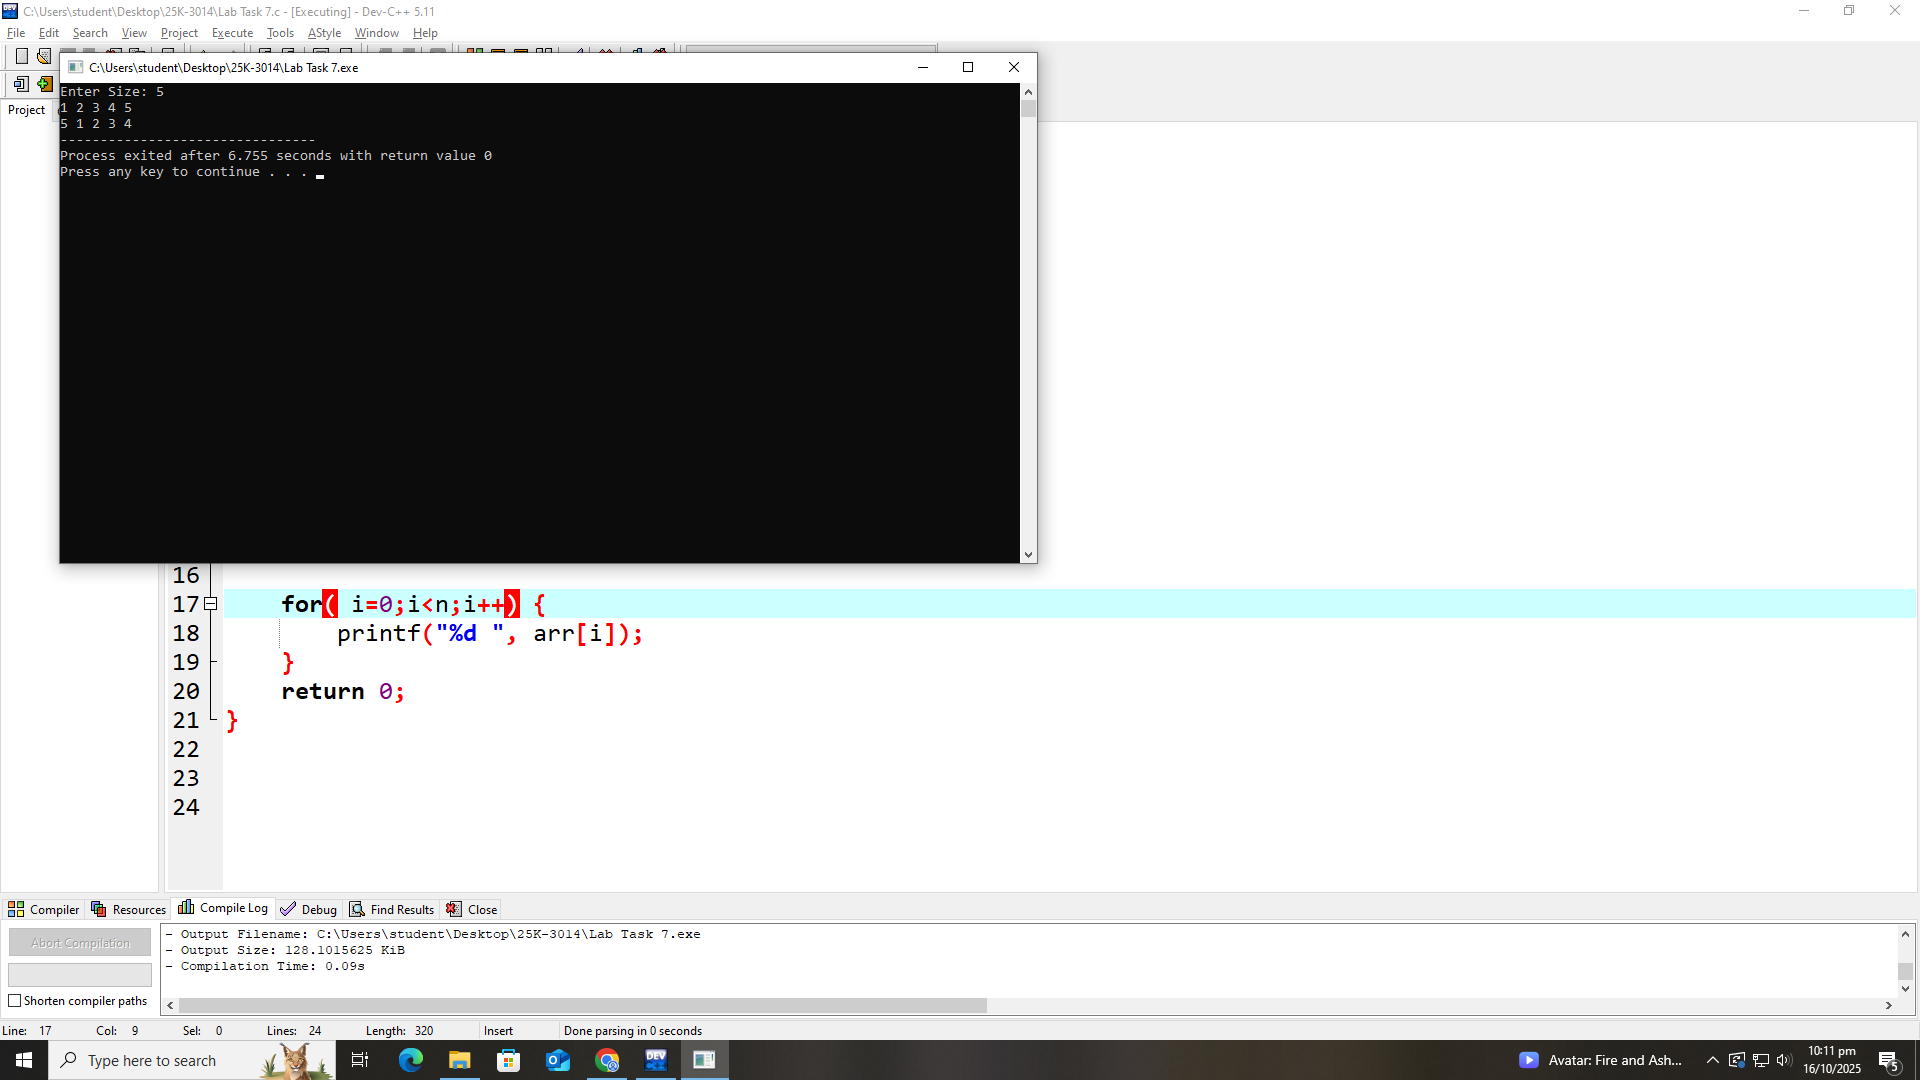 C:\Users\student\Desktop\25K-3014\Lab Task 7.c - [Executing] - Dev-C++ 5.11
File Edit Search View Project Execute Tools AStyle Window Help
C:\Users\student\Desktop\25K-3014\Lab Task 7.exe
Project
Enter Size: 5
1 2 3 4 5
5 1 2 3 4
--------------------------------
Process exited after 6.755 seconds with return value 0
Press any key to continue . . .
16
17 for( i=0;i<n;i++) {
18 printf("%d ", arr[i]);
19 }
20 return 0;
21 }
22
23
24
Compiler Resources Compile Log Debug Find Results Close
Abort Compilation
- Output Filename: C:\Users\student\Desktop\25K-3014\Lab Task 7.exe
- Output Size: 128.1015625 KiB
- Compilation Time: 0.09s
Shorten compiler paths
Line: 17 Col: 9 Sel: 0 Lines: 24 Length: 320 Insert Done parsing in 0 seconds
Type here to search
DEV
Avatar: Fire and Ash...
10:11 pm
16/10/2025
5